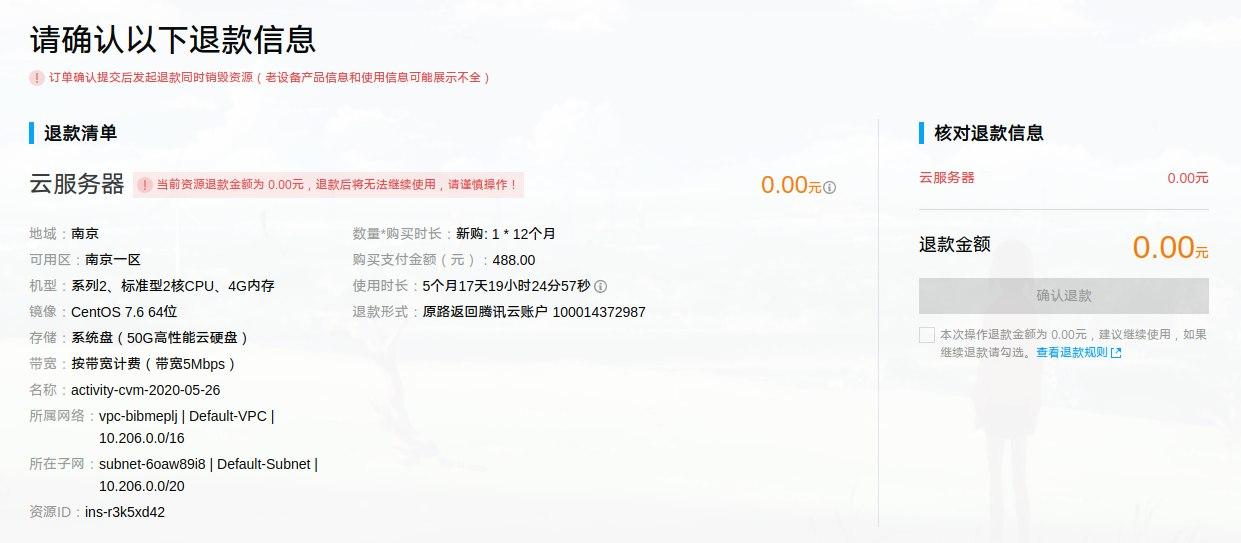 请确认以下退款信息
订单确认提交后发起退款同时销毁资源（老设备产品信息和使用信息可能展示不全）
退款清单
云服务器 当前资源退款金额为 0.00元，退款后将无法继续使用，请谨慎操作！ 0.00元
地域：南京
可用区：南京一区
机型：系列2、标准型2核CPU、4G内存
镜像：CentOS 7.6 64位
存储：系统盘（50G高性能云硬盘）
带宽：按带宽计费（带宽5Mbps）
名称：activity-cvm-2020-05-26
所属网络：vpc-bibmeplj | Default-VPC |
10.206.0.0/16
所在子网：subnet-6oaw89i8 | Default-Subnet |
10.206.0.0/20
资源ID：ins-r3k5xd42
数量*购买时长：新购: 1 * 12个月
购买支付金额（元）：488.00
使用时长：5个月17天19小时24分57秒
退款形式：原路返回腾讯云账户 100014372987
核对退款信息
云服务器 0.00元
退款金额 0.00元
确认退款
本次操作退款金额为 0.00元，建议继续使用，如果
继续退款请勾选。查看退款规则